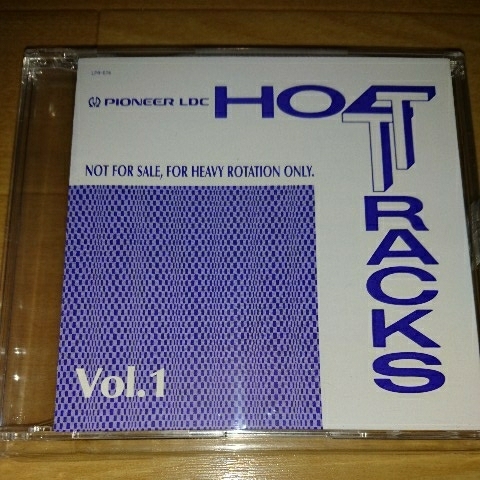 PIONEER LDC
HOT TRACKS
NOT FOR SALE, FOR HEAVY ROTATION ONLY.
Vol.1